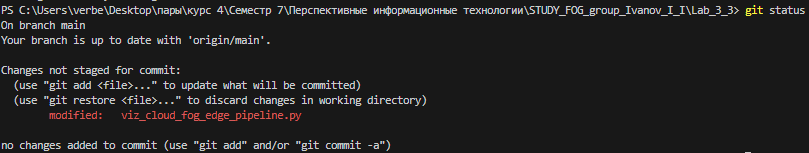 PS C:\Users\verbe\Desktop\пары\курс 4\Семестр 7\Перспективные информационные технологии\STUDY_FOG_group_Ivanov_I_I\Lab_3_3> git status
On branch main
Your branch is up to date with 'origin/main'.

Changes not staged for commit:
  (use "git add <file>..." to update what will be committed)
  (use "git restore <file>..." to discard changes in working directory)
        modified:   viz_cloud_fog_edge_pipeline.py

no changes added to commit (use "git add" and/or "git commit -a")